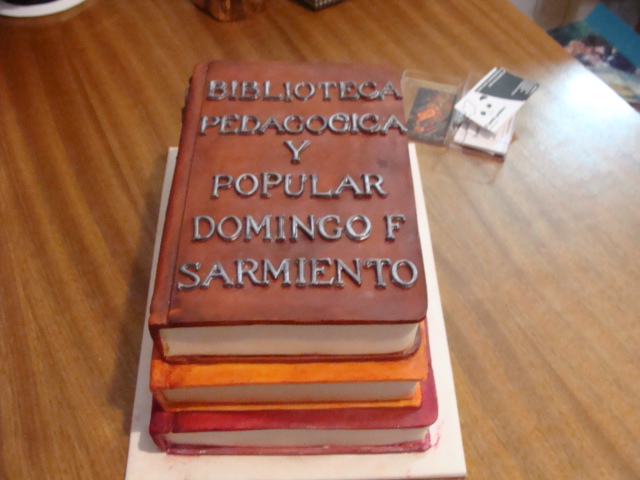 BIBLIOTECA
PEDAGOGICA
Y
POPULAR
DOMINGO F
SARMIENTO